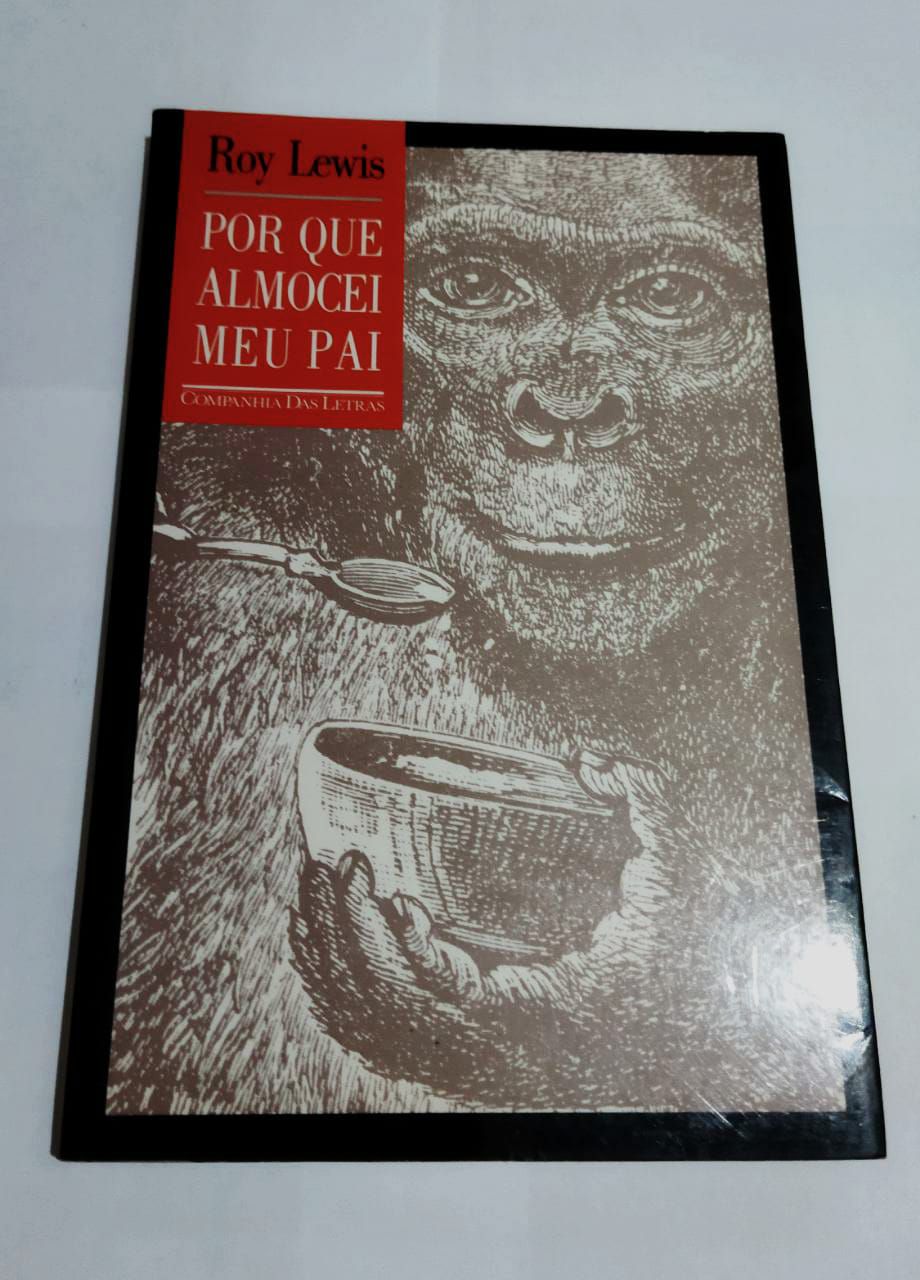 Roy Lewis
POR QUE
ALMOCEI
MEU PAI
COMPANHIA DAS LETRAS